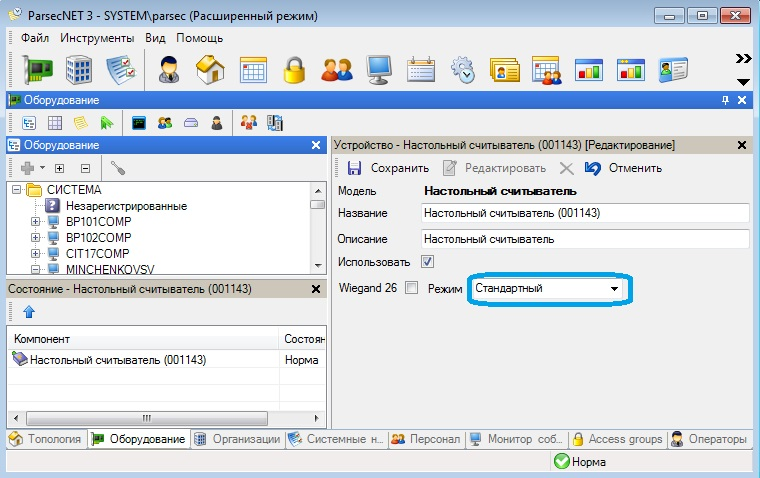 ParsecNET 3 - SYSTEM\parsec (Расширенный режим)
Файл Инструменты Вид Помощь
Оборудование
Оборудование
Устройство - Настольный считыватель (001143) [Редактирование]
Сохранить Редактировать Отменить
СИСТЕМА
Незарегистрированные
BP101COMP
BP102COMP
CIT17COMP
MINCHENKOVSV
Модель Настольный считыватель
Название Настольный считыватель (001143)
Описание Настольный считыватель
Использовать
Wiegand 26 Режим Стандартный
Состояние - Настольный считыватель (001143)
Компонент Состоян
Настольный считыватель (001143) Норма
Топология Оборудование Организации Системные н... Персонал Монитор соб... Access groups Операторы
Норма